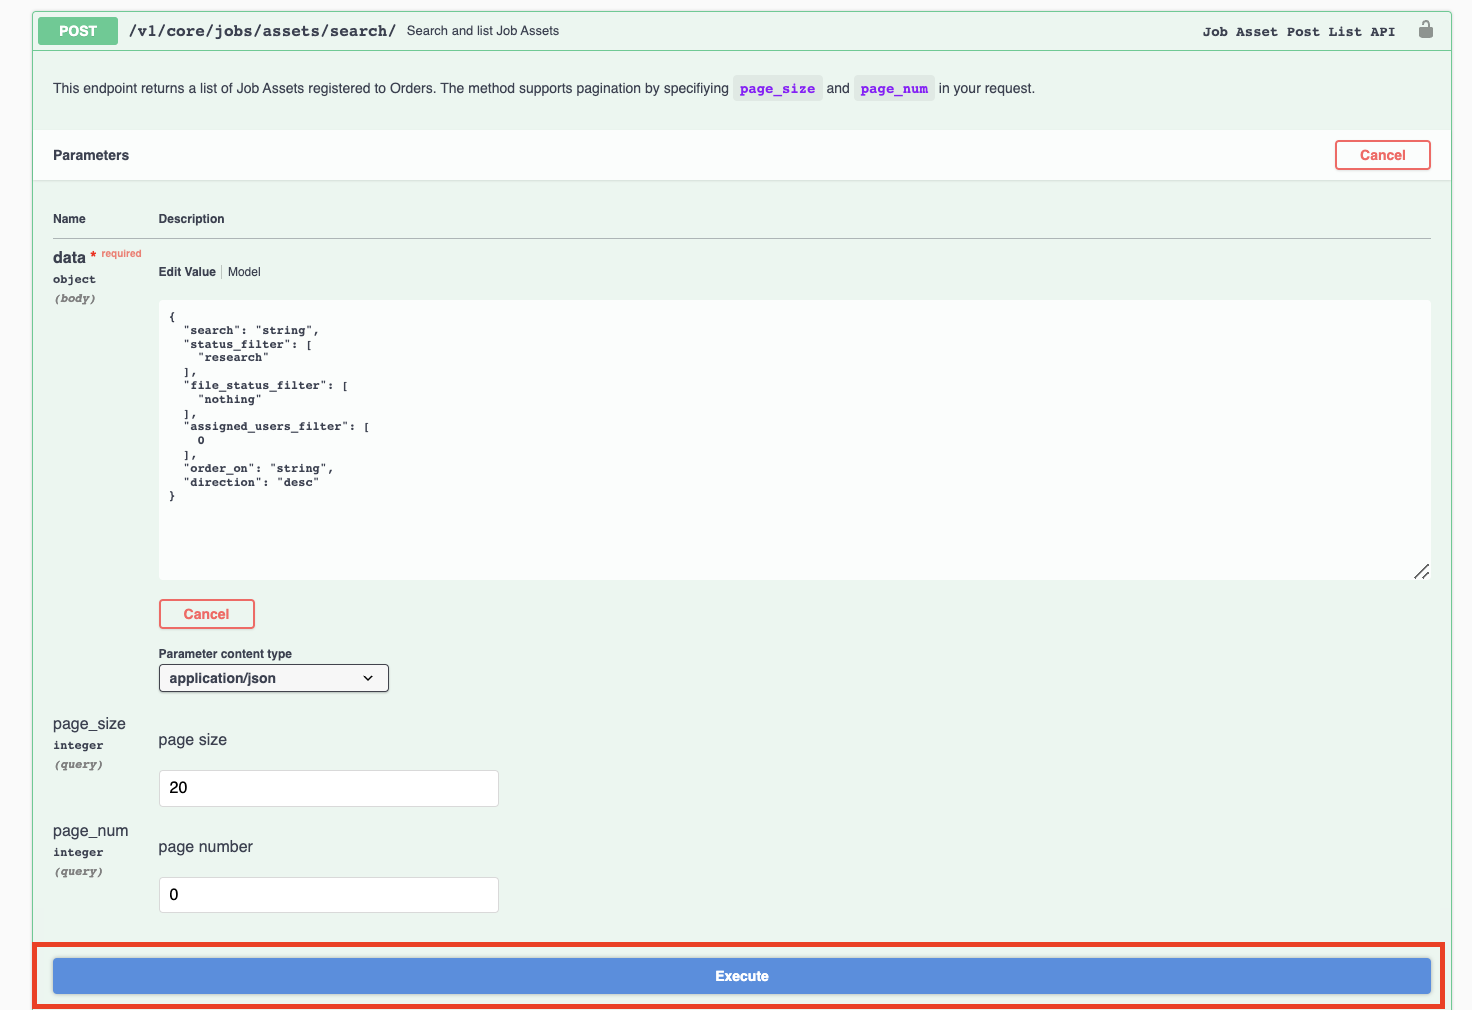 POST /v1/core/jobs/assets/search/ Search and list Job Assets Job Asset Post List API
This endpoint returns a list of Job Assets registered to Orders. The method supports pagination by specifiying page_size and page_num in your request.
Parameters Cancel
Name Description
data * required
object
(body)
Edit Value Model
{
"search": "string",
"status_filter": [
"research"
],
"file_status_filter": [
"nothing"
],
"assigned_users_filter": [
0
],
"order_on": "string",
"direction": "desc"
}
Cancel
Parameter content type
application/json
page_size
integer
(query)
page size
20
page_num
integer
(query)
page number
0
Execute